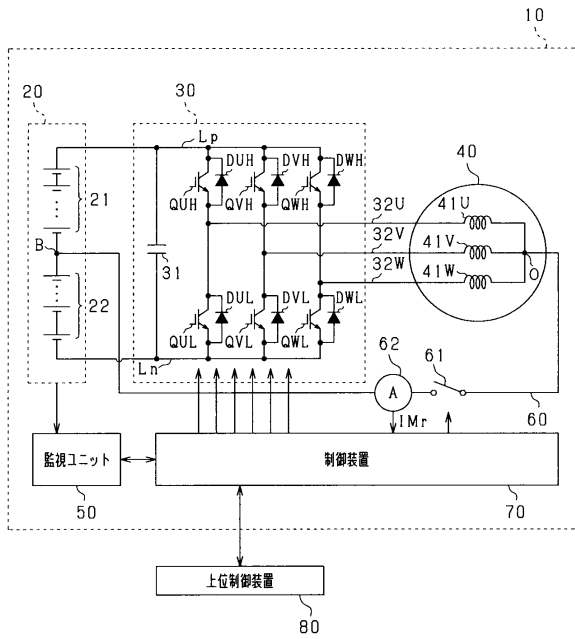 10
20
30
40
Lp
DUH
DVH
DWH
QUH
QVH
QWH
21
B
22
31
32U
32V
32W
41U
41V
41W
O
DUL
DVL
DWL
QUL
QVL
QWL
Ln
62
61
A
IMr
60
監視ユニット
50
制御装置
70
上位制御装置
80